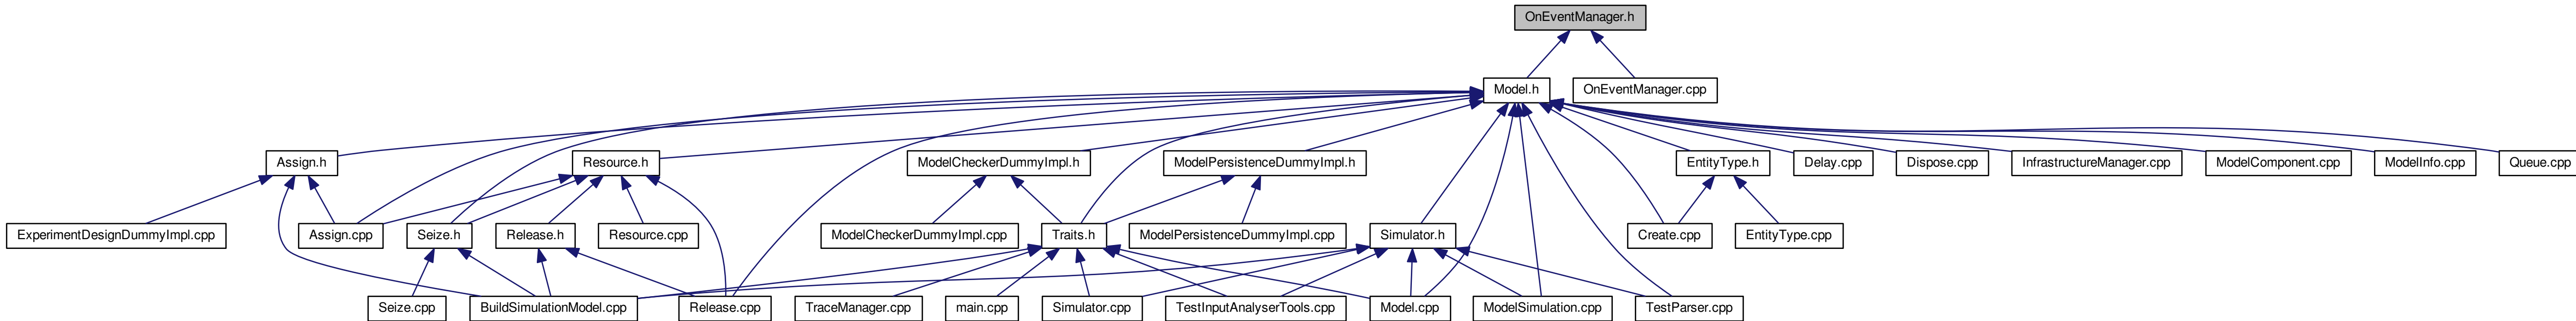 OnEventManager.h
Model.h
OnEventManager.cpp
Assign.h
Resource.h
ModelCheckerDummyImpl.h
ModelPersistenceDummyImpl.h
EntityType.h
Delay.cpp
Dispose.cpp
InfrastructureManager.cpp
ModelComponent.cpp
ModelInfo.cpp
Queue.cpp
ExperimentDesignDummyImpl.cpp
Assign.cpp
Seize.h
Release.h
Resource.cpp
ModelCheckerDummyImpl.cpp
Traits.h
ModelPersistenceDummyImpl.cpp
Simulator.h
Create.cpp
EntityType.cpp
Seize.cpp
BuildSimulationModel.cpp
Release.cpp
TraceManager.cpp
main.cpp
Simulator.cpp
TestInputAnalyserTools.cpp
Model.cpp
ModelSimulation.cpp
TestParser.cpp